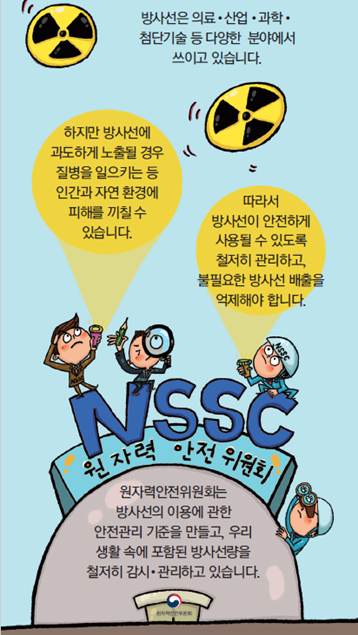 방사선은 의료·산업·과학·
첨단기술 등 다양한 분야에서
쓰이고 있습니다.
하지만 방사선에
과도하게 노출될 경우
질병을 일으키는 등
인간과 자연 환경에
피해를 끼칠 수
있습니다.
따라서
방사선이 안전하게
사용될 수 있도록
철저히 관리하고,
불필요한 방사선 배출을
억제해야 합니다.
NSSC
NSSC
원자력 안전 위원회
원자력안전위원회는
방사선의 이용에 관한
안전관리 기준을 만들고, 우리
생활 속에 포함된 방사선량을
철저히 감시·관리하고 있습니다.
원자력안전위원회